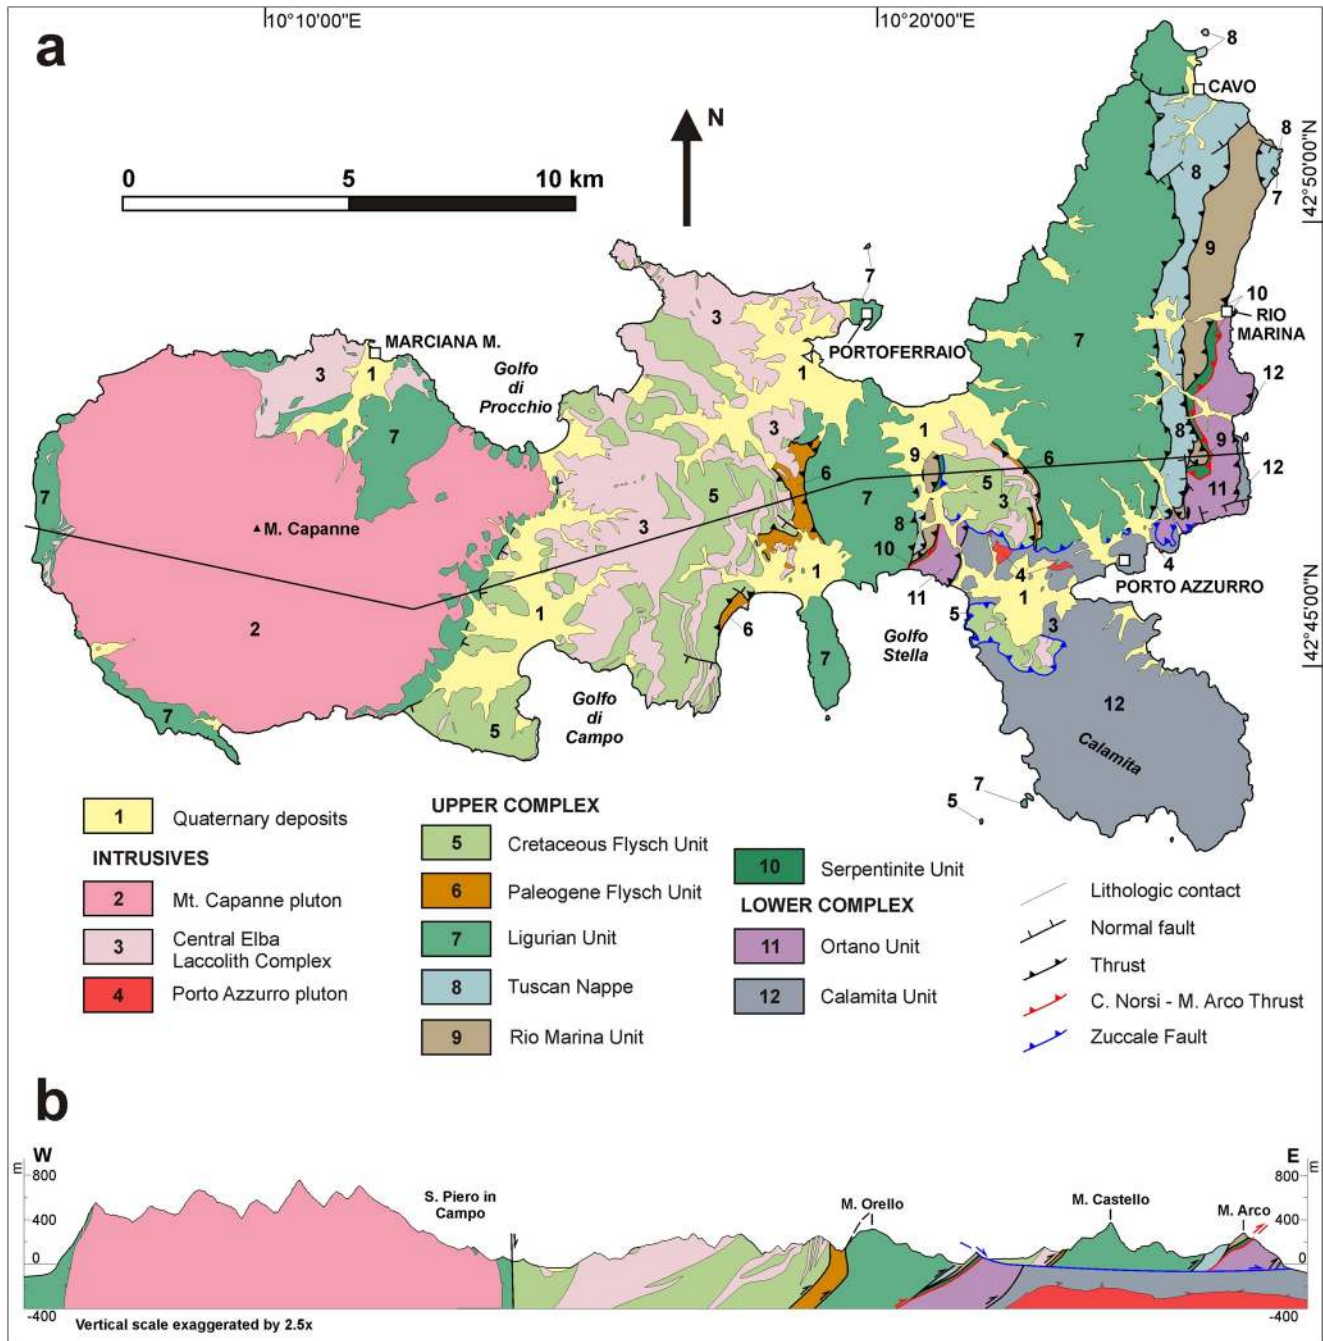 10°10'00"E
10°20'00"E
a
8
CAVO
N
0
5
10 km
8
8
7
42°50'00"N
9
7
10
RIO
MARINA
3
MARCIANA M.
3
1
Golfo
di
Procchio
PORTOFERRAIO
1
7
12
7
3
1
9
8
9
6
12
7
5
6
7
5
3
8
11
M. Capanne
3
10
4
1
1
4
1
PORTO AZZURRO
11
5
3
2
6
Golfo
Stella
42°45'00"N
7
7
5
Golfo
di
Campo
12
Calamita
7
5
1 Quaternary deposits
INTRUSIVES
2 Mt. Capanne pluton
3 Central Elba
Laccolith Complex
4 Porto Azzurro pluton
UPPER COMPLEX
5 Cretaceous Flysch Unit
6 Paleogene Flysch Unit
7 Ligurian Unit
8 Tuscan Nappe
9 Rio Marina Unit
10 Serpentinite Unit
LOWER COMPLEX
11 Ortano Unit
12 Calamita Unit
Lithologic contact
Normal fault
Thrust
C. Norsi - M. Arco Thrust
Zuccale Fault
b
W
E
m
800
400
0
-400
S. Piero in
Campo
M. Orello
M. Castello
M. Arco
m
800
400
0
-400
Vertical scale exaggerated by 2.5x